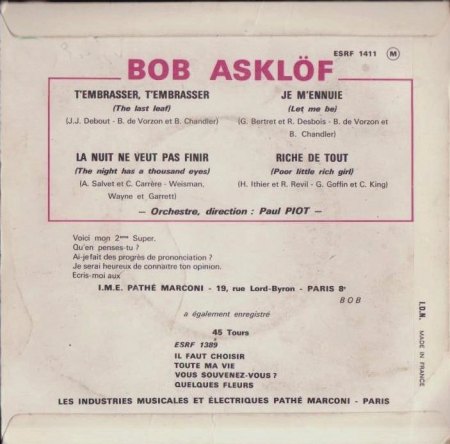 ESRF 1411 M
BOB ASKLÖF
T'EMBRASSER, T'EMBRASSER
(The last leaf)
(J.J. Debout - B. de Vorzon et B. Chandler)
JE M'ENNUIE
(Let me be)
(G. Bertret et R. Desbois - B. de Vorzon et
B. Chandler)
LA NUIT NE VEUT PAS FINIR
(The night has a thousand eyes)
(A. Salvet et C. Carrère - Weisman,
Wayne et Garrett)
RICHE DE TOUT
(Poor little rich girl)
(H. Ithier et R. Revil - G. Goffin et C. King)
— Orchestre, direction : Paul PIOT —
Voici mon 2ème Super.
Qu'en penses-tu ?
Ai-je fait des progrès de prononciation ?
Je serai heureux de connaitre ton opinion.
Ecris-moi aux
I.M.E. PATHÉ MARCONI - 19, rue Lord-Byron - PARIS 8e
BOB
a également enregistré
45 Tours
ESRF 1389
IL FAUT CHOISIR
TOUTE MA VIE
VOUS SOUVENEZ-VOUS ?
QUELQUES FLEURS
LES INDUSTRIES MUSICALES ET ÉLECTRIQUES PATHÉ MARCONI - PARIS
I.D.N. MADE IN FRANCE